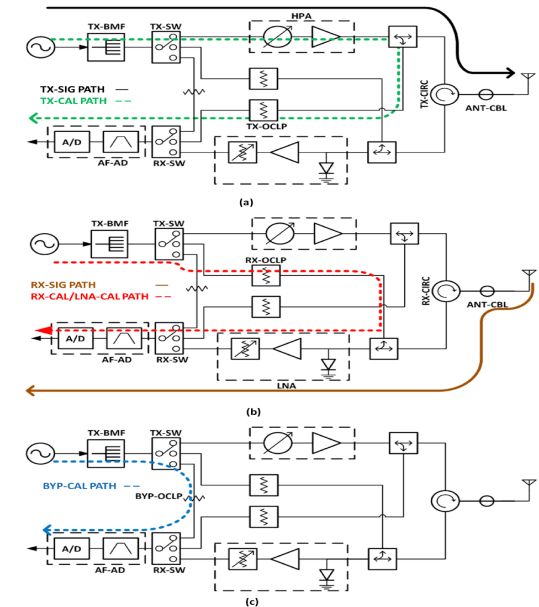 HPA
TX-BMF TX-SW
TX-SIG PATH
TX-CAL PATH
TX-CIRC
ANT-CBL
TX-OCLP
A/D
AF-AD RX-SW
(a)
TX-BMF TX-SW
RX-OCLP
RX-SIG PATH
RX-CAL/LNA-CAL PATH
RX-CIRC
ANT-CBL
A/D
AF-AD RX-SW
LNA
(b)
TX-BMF TX-SW
BYP-CAL PATH
BYP-OCLP
A/D
AF-AD RX-SW
(c)